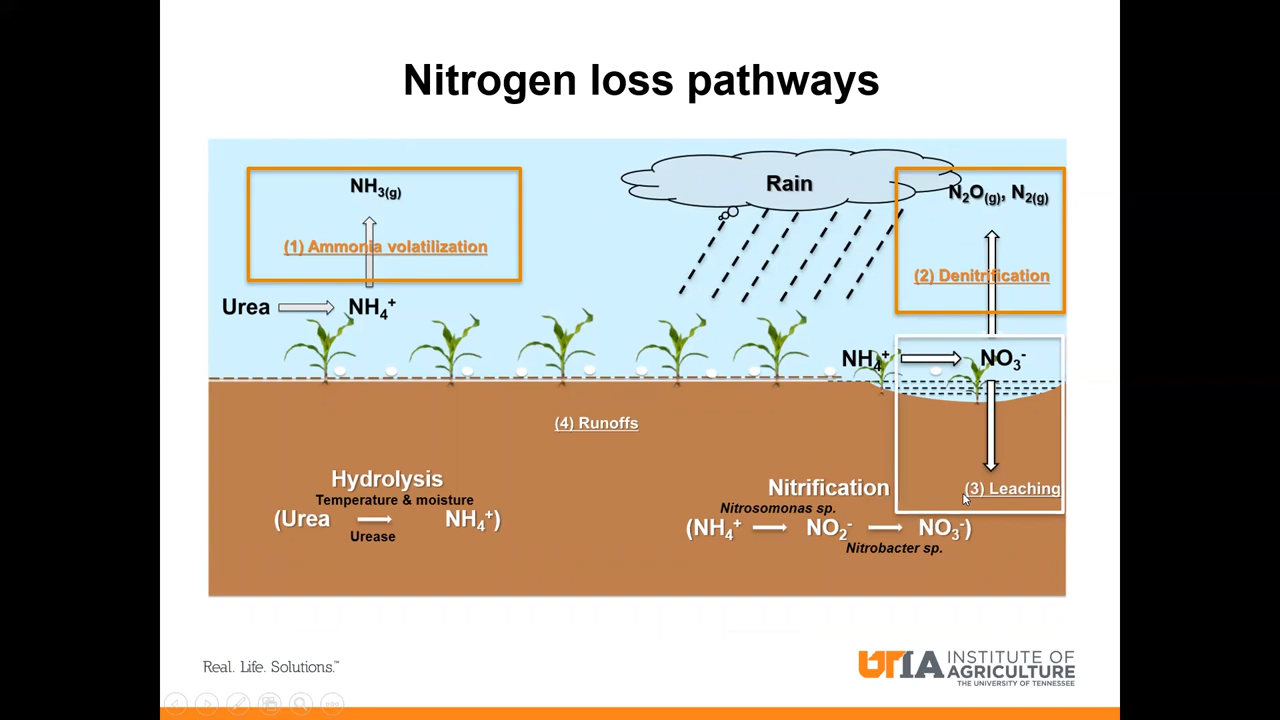 Nitrogen loss pathways
NH3(g)
(1) Ammonia volatilization
Urea NH4+
Rain
N2O(g), N2(g)
(2) Denitrification
NH4+ NO3-
(4) Runoffs
(3) Leaching
Hydrolysis
Temperature & moisture
(Urea NH4+)
Urease
Nitrification
Nitrosomonas sp.
(NH4+ NO2- NO3-)
Nitrobacter sp.
Real. Life. Solutions.™
UTIA INSTITUTE OF
AGRICULTURE
THE UNIVERSITY OF TENNESSEE